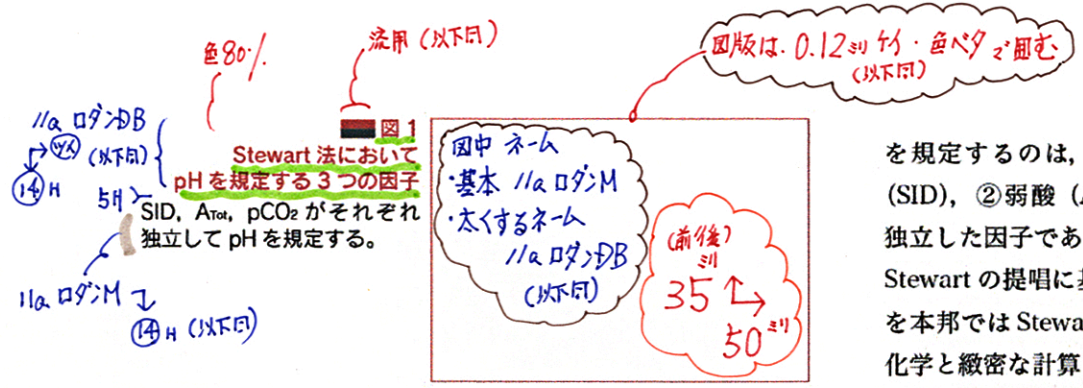 色80%
流用（以下同）
図版は、0.12ミリケイ・色ベタで囲む
（以下同）
11Q ロダンDB
ツメ （以下同）
14H
5H
図1
Stewart 法において
pH を規定する3つの因子
SID，ATot，pCO2 がそれぞれ
独立して pH を規定する。
11Q ロダンM
14H（以下同）
図中 ネーム
・基本 11Q ロダンM
・太くするネーム
11Q ロダンDB
（以下同）
（前後）
ミリ
35
50ミリ
を規定するのは，
(SID)，②弱酸（
独立した因子であ
Stewart の提唱に
を本邦では Stewa
化学と緻密な計算